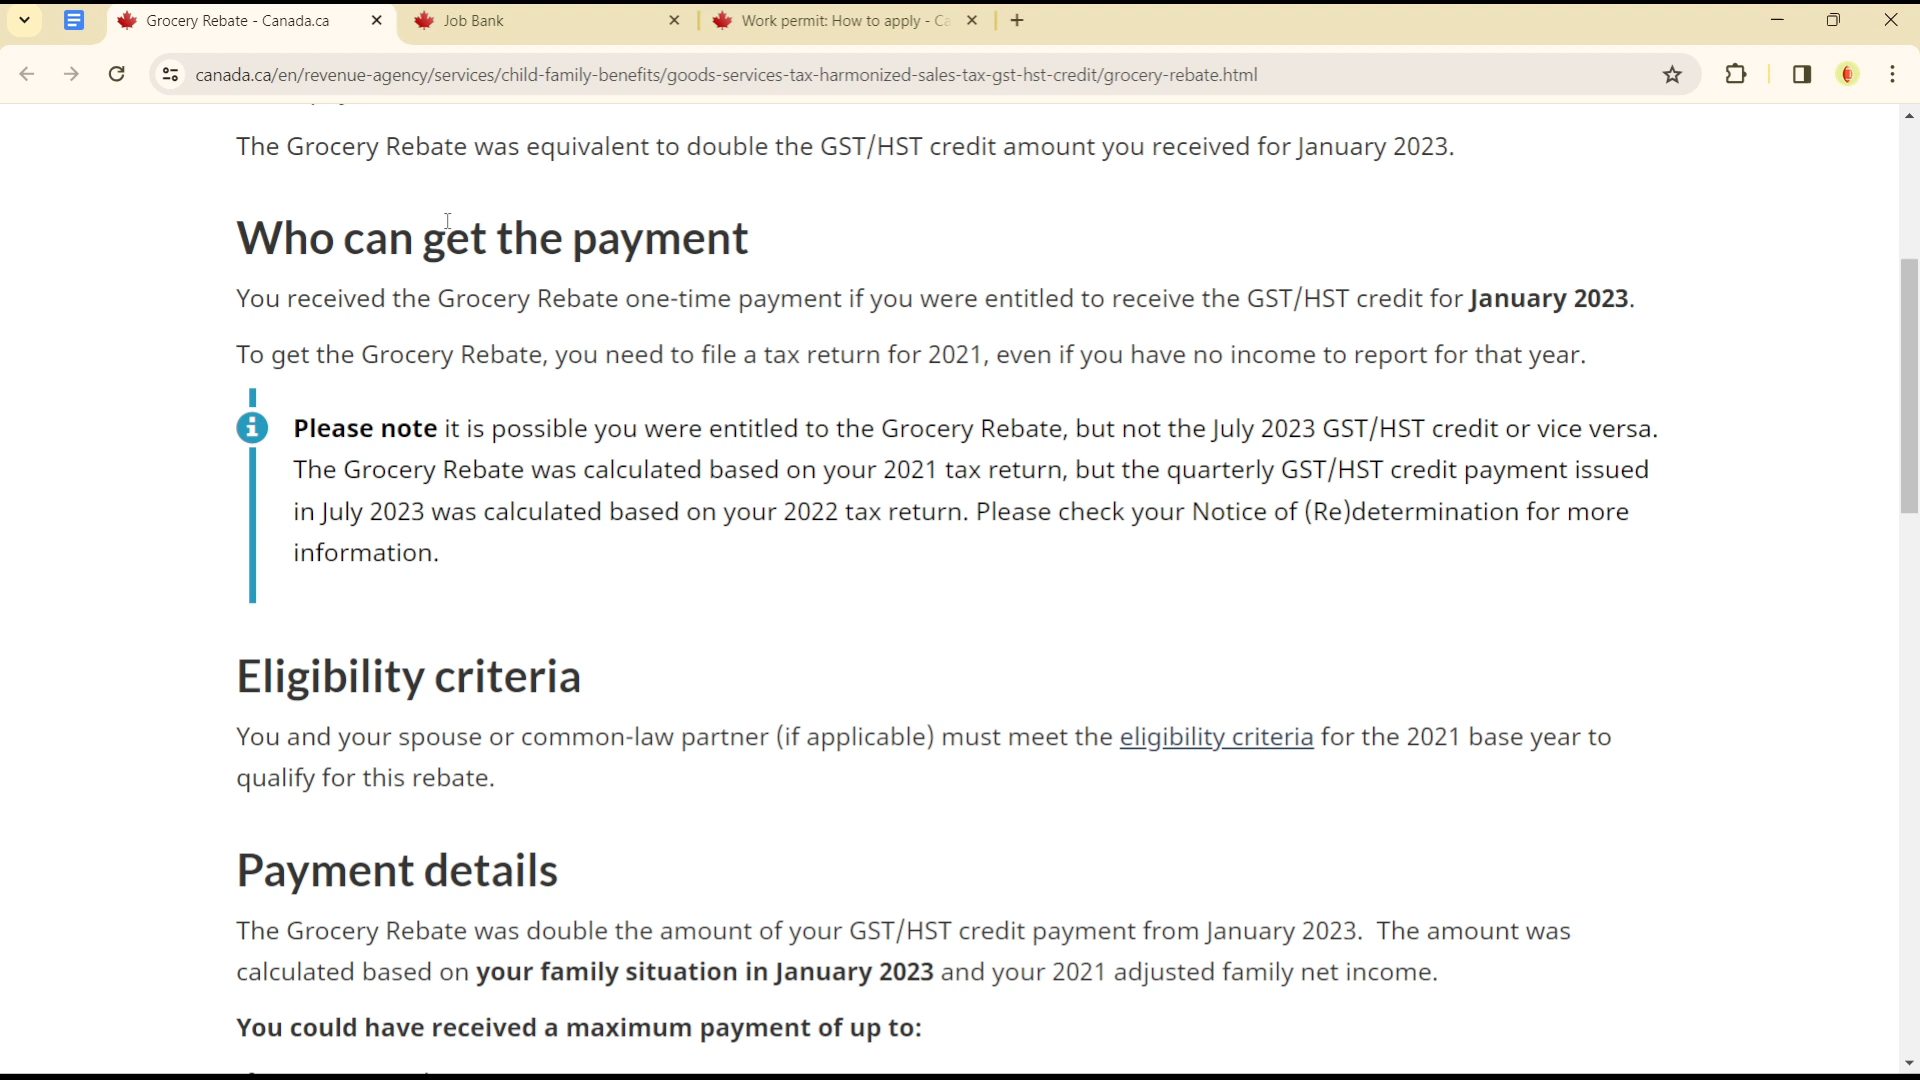 Grocery Rebate - Canada.ca
Job Bank
Work permit: How to apply - Ca
canada.ca/en/revenue-agency/services/child-family-benefits/goods-services-tax-harmonized-sales-tax-gst-hst-credit/grocery-rebate.html
The Grocery Rebate was equivalent to double the GST/HST credit amount you received for January 2023.
Who can get the payment
You received the Grocery Rebate one-time payment if you were entitled to receive the GST/HST credit for January 2023.
To get the Grocery Rebate, you need to file a tax return for 2021, even if you have no income to report for that year.
Please note it is possible you were entitled to the Grocery Rebate, but not the July 2023 GST/HST credit or vice versa.
The Grocery Rebate was calculated based on your 2021 tax return, but the quarterly GST/HST credit payment issued
in July 2023 was calculated based on your 2022 tax return. Please check your Notice of (Re)determination for more
information.
Eligibility criteria
You and your spouse or common-law partner (if applicable) must meet the eligibility criteria for the 2021 base year to
qualify for this rebate.
Payment details
The Grocery Rebate was double the amount of your GST/HST credit payment from January 2023. The amount was
calculated based on your family situation in January 2023 and your 2021 adjusted family net income.
You could have received a maximum payment of up to: